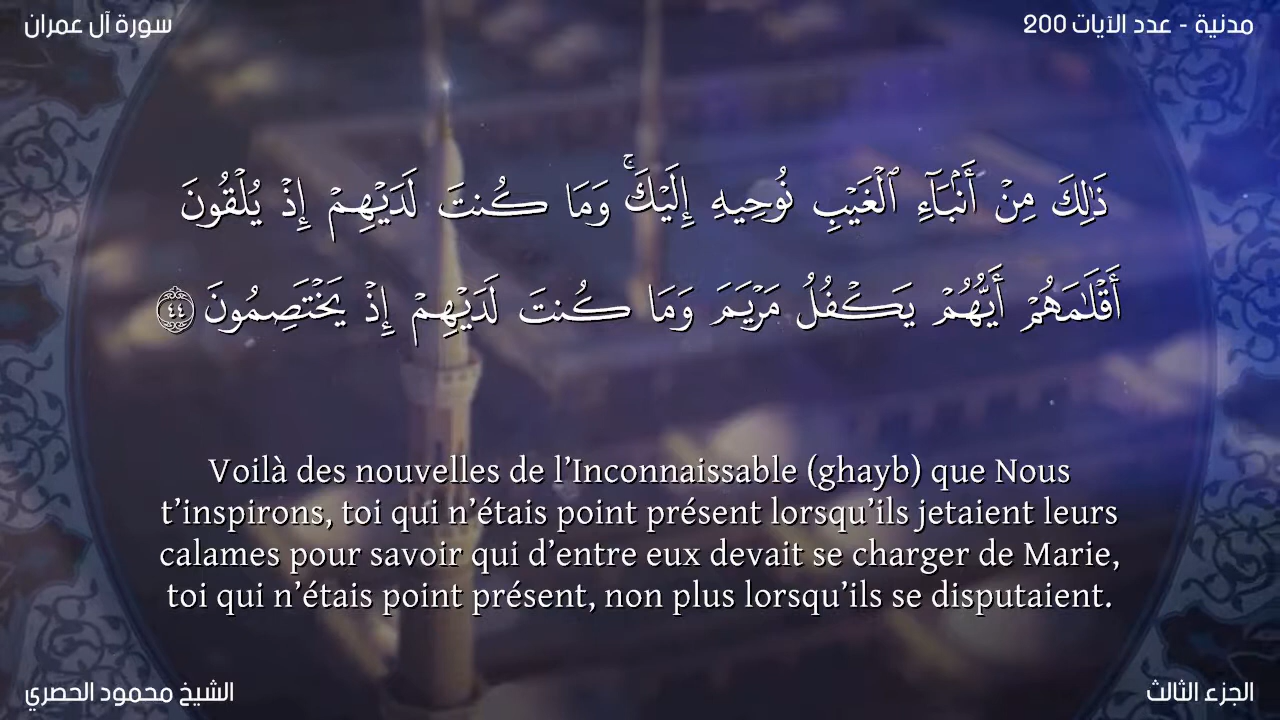 سورة آل عمران
مدنية - عدد الآيات 200
ذَٰلِكَ مِنْ أَنۢبَآءِ ٱلْغَيْبِ نُوحِيهِ إِلَيْكَ ۚ وَمَا كُنتَ لَدَيْهِمْ إِذْ يُلْقُونَ
أَقْلَٰمَهُمْ أَيُّهُمْ يَكْفُلُ مَرْيَمَ وَمَا كُنتَ لَدَيْهِمْ إِذْ يَخْتَصِمُونَ ٤٤
Voilà des nouvelles de l’Inconnaissable (ghayb) que Nous
t’inspirons, toi qui n’étais point présent lorsqu’ils jetaient leurs
calames pour savoir qui d’entre eux devait se charger de Marie,
toi qui n’étais point présent, non plus lorsqu’ils se disputaient.
الشيخ محمود الحصري
الجزء الثالث